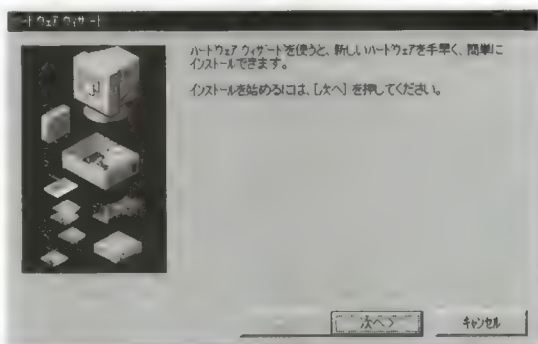 ハードウェア ウィザード
ハードウェア ウィザードを使うと、新しいハードウェアを手早く、簡単に
インストールできます。
インストールを始めるには、[次へ] を押してください。
次へ >
キャンセル